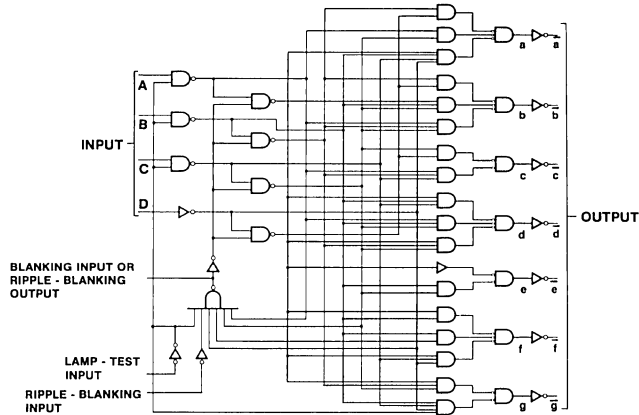 a
a
A
b
b
B
INPUT
C
c
c
D
OUTPUT
d
d
BLANKING INPUT OR
RIPPLE - BLANKING
OUTPUT
e
e
LAMP - TEST
INPUT
f
f
RIPPLE - BLANKING
INPUT
g
g